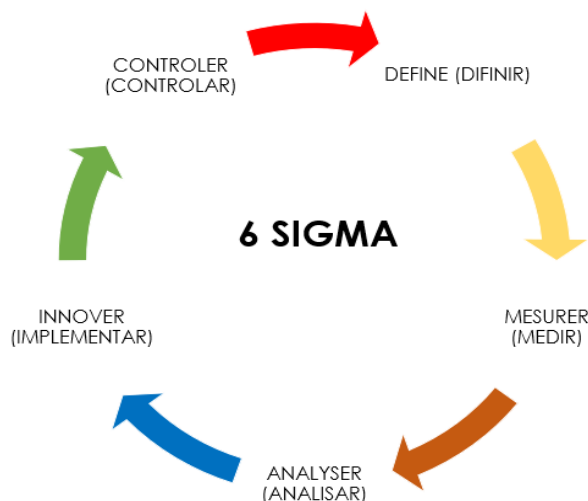 CONTROLER
(CONTROLAR)
DEFINE (DIFINIR)
6 SIGMA
INNOVER
(IMPLEMENTAR)
MESURER
(MEDIR)
ANALYSER
(ANALISAR)